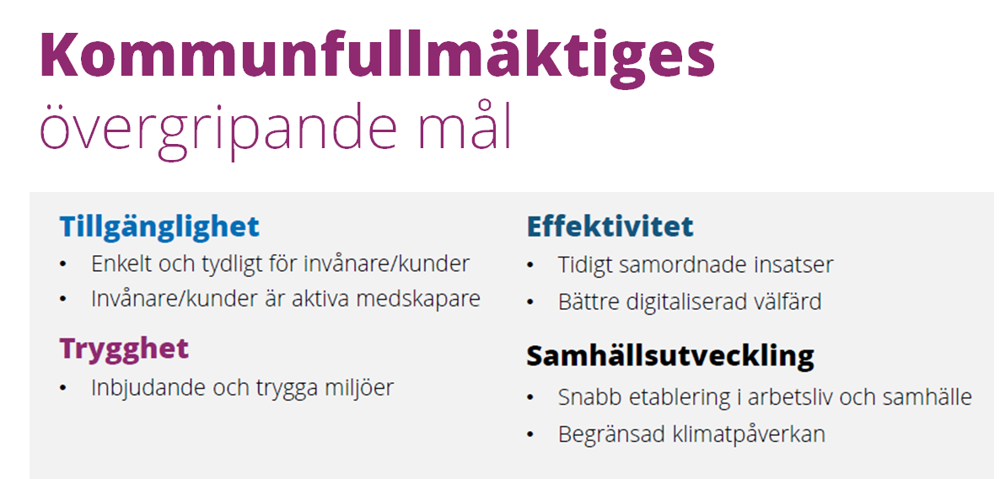 Kommunfullmäktiges
övergripande mål
Tillgänglighet
• Enkelt och tydligt för invånare/kunder
• Invånare/kunder är aktiva medskapare
Trygghet
• Inbjudande och trygga miljöer
Effektivitet
• Tidigt samordnade insatser
• Bättre digitaliserad välfärd
Samhällsutveckling
• Snabb etablering i arbetsliv och samhälle
• Begränsad klimatpåverkan